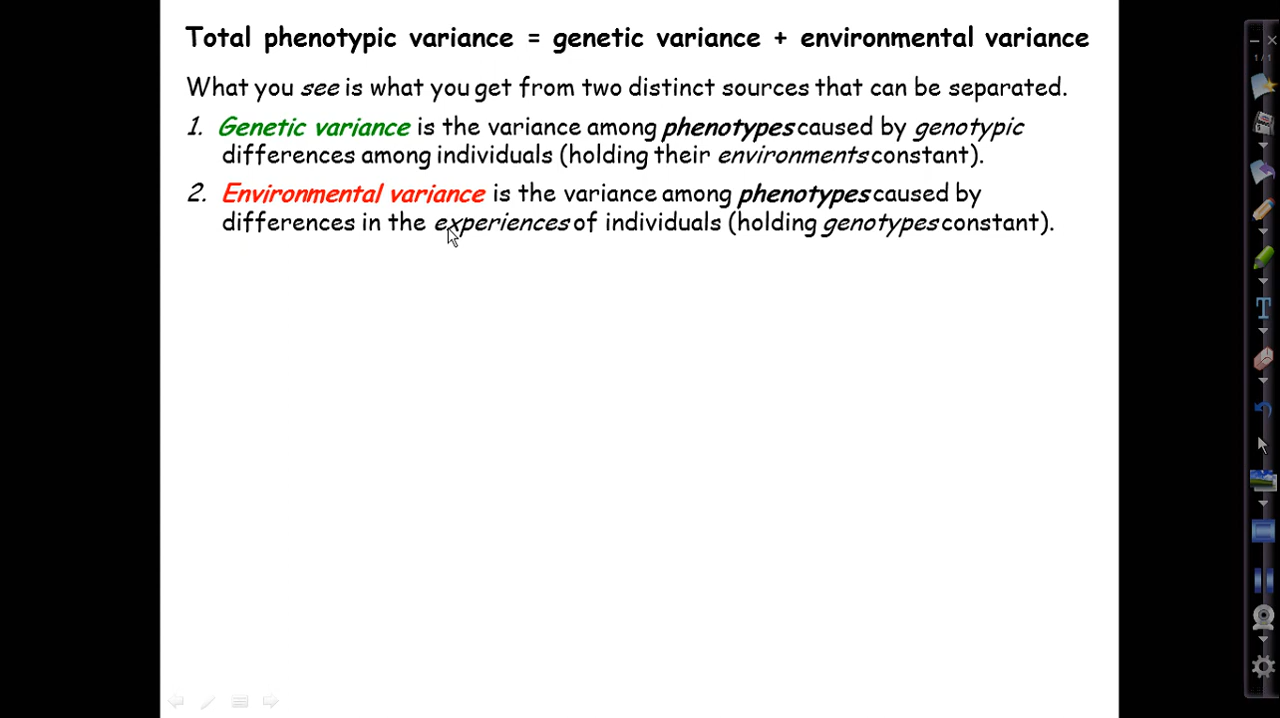 Total phenotypic variance = genetic variance + environmental variance
What you see is what you get from two distinct sources that can be separated.
1. Genetic variance is the variance among phenotypes caused by genotypic
differences among individuals (holding their environments constant).
2. Environmental variance is the variance among phenotypes caused by
differences in the experiences of individuals (holding genotypes constant).
1/1